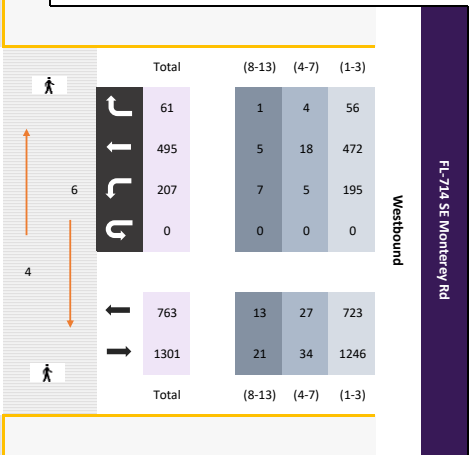 Total (8-13) (4-7) (1-3)
61 1 4 56
495 5 18 472
6 207 7 5 195
0 0 0 0
4
763 13 27 723
1301 21 34 1246
Total (8-13) (4-7) (1-3)
Westbound
FL-714 SE Monterey Rd